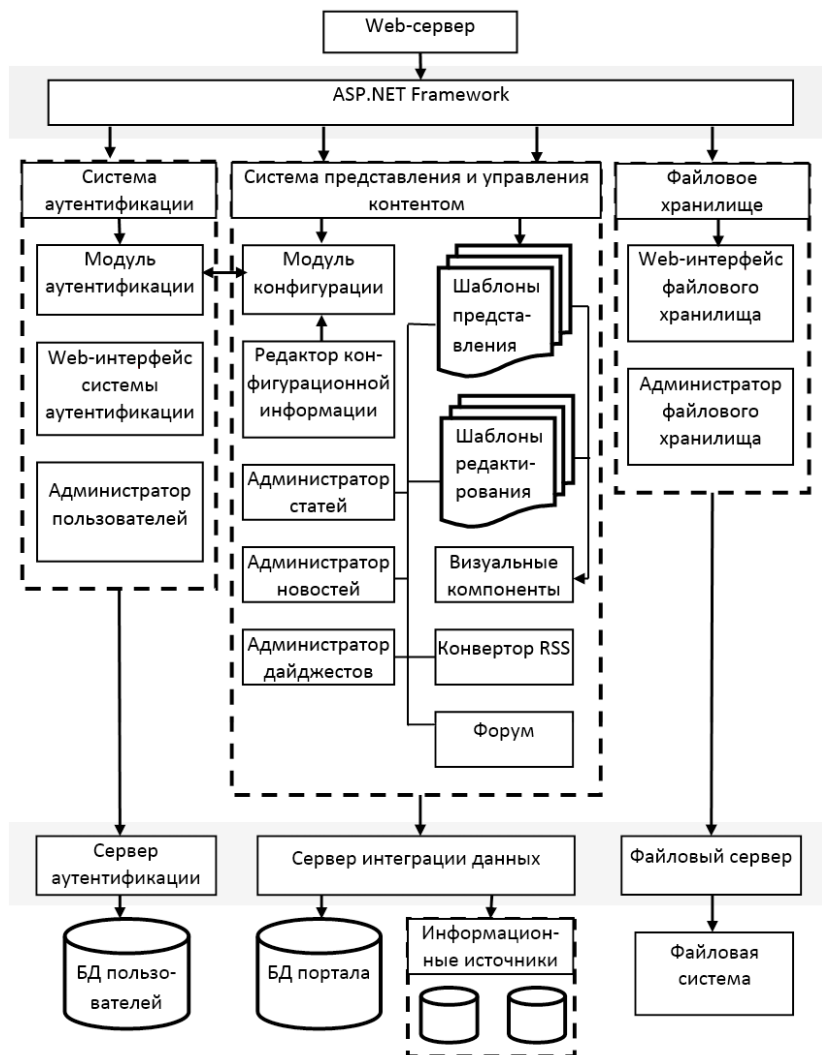 Web-сервер
ASP.NET Framework
Система
аутентификации
Модуль
аутентификации
Web-интерфейс
системы
аутентификации
Администратор
пользователей
Система представления и управления
контентом
Модуль
конфигурации
Редактор кон-
фигурационной
информации
Администратор
статей
Администратор
новостей
Администратор
дайджестов
Шаблоны
представ-
вления
Шаблоны
редакти-
рования
Визуальные
компоненты
Конвертор RSS
Форум
Файловое
хранилище
Web-интерфейс
файлового
хранилища
Администратор
файлового
хранилища
Сервер
аутентификации
Сервер интеграции данных
Файловый сервер
БД пользо-
вателей
БД портала
Информацион-
ные источники
Файловая
система